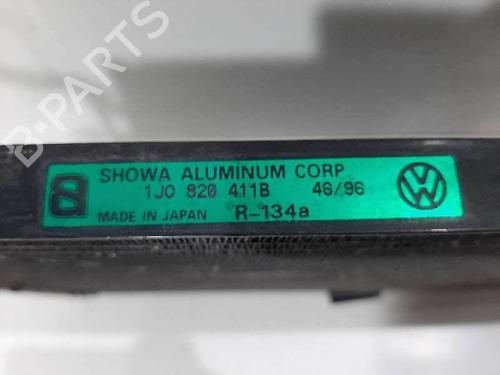 B-PARTS
SHOWA ALUMINUM CORP.
1J0 820 411B 46/96
MADE IN JAPAN R-134a